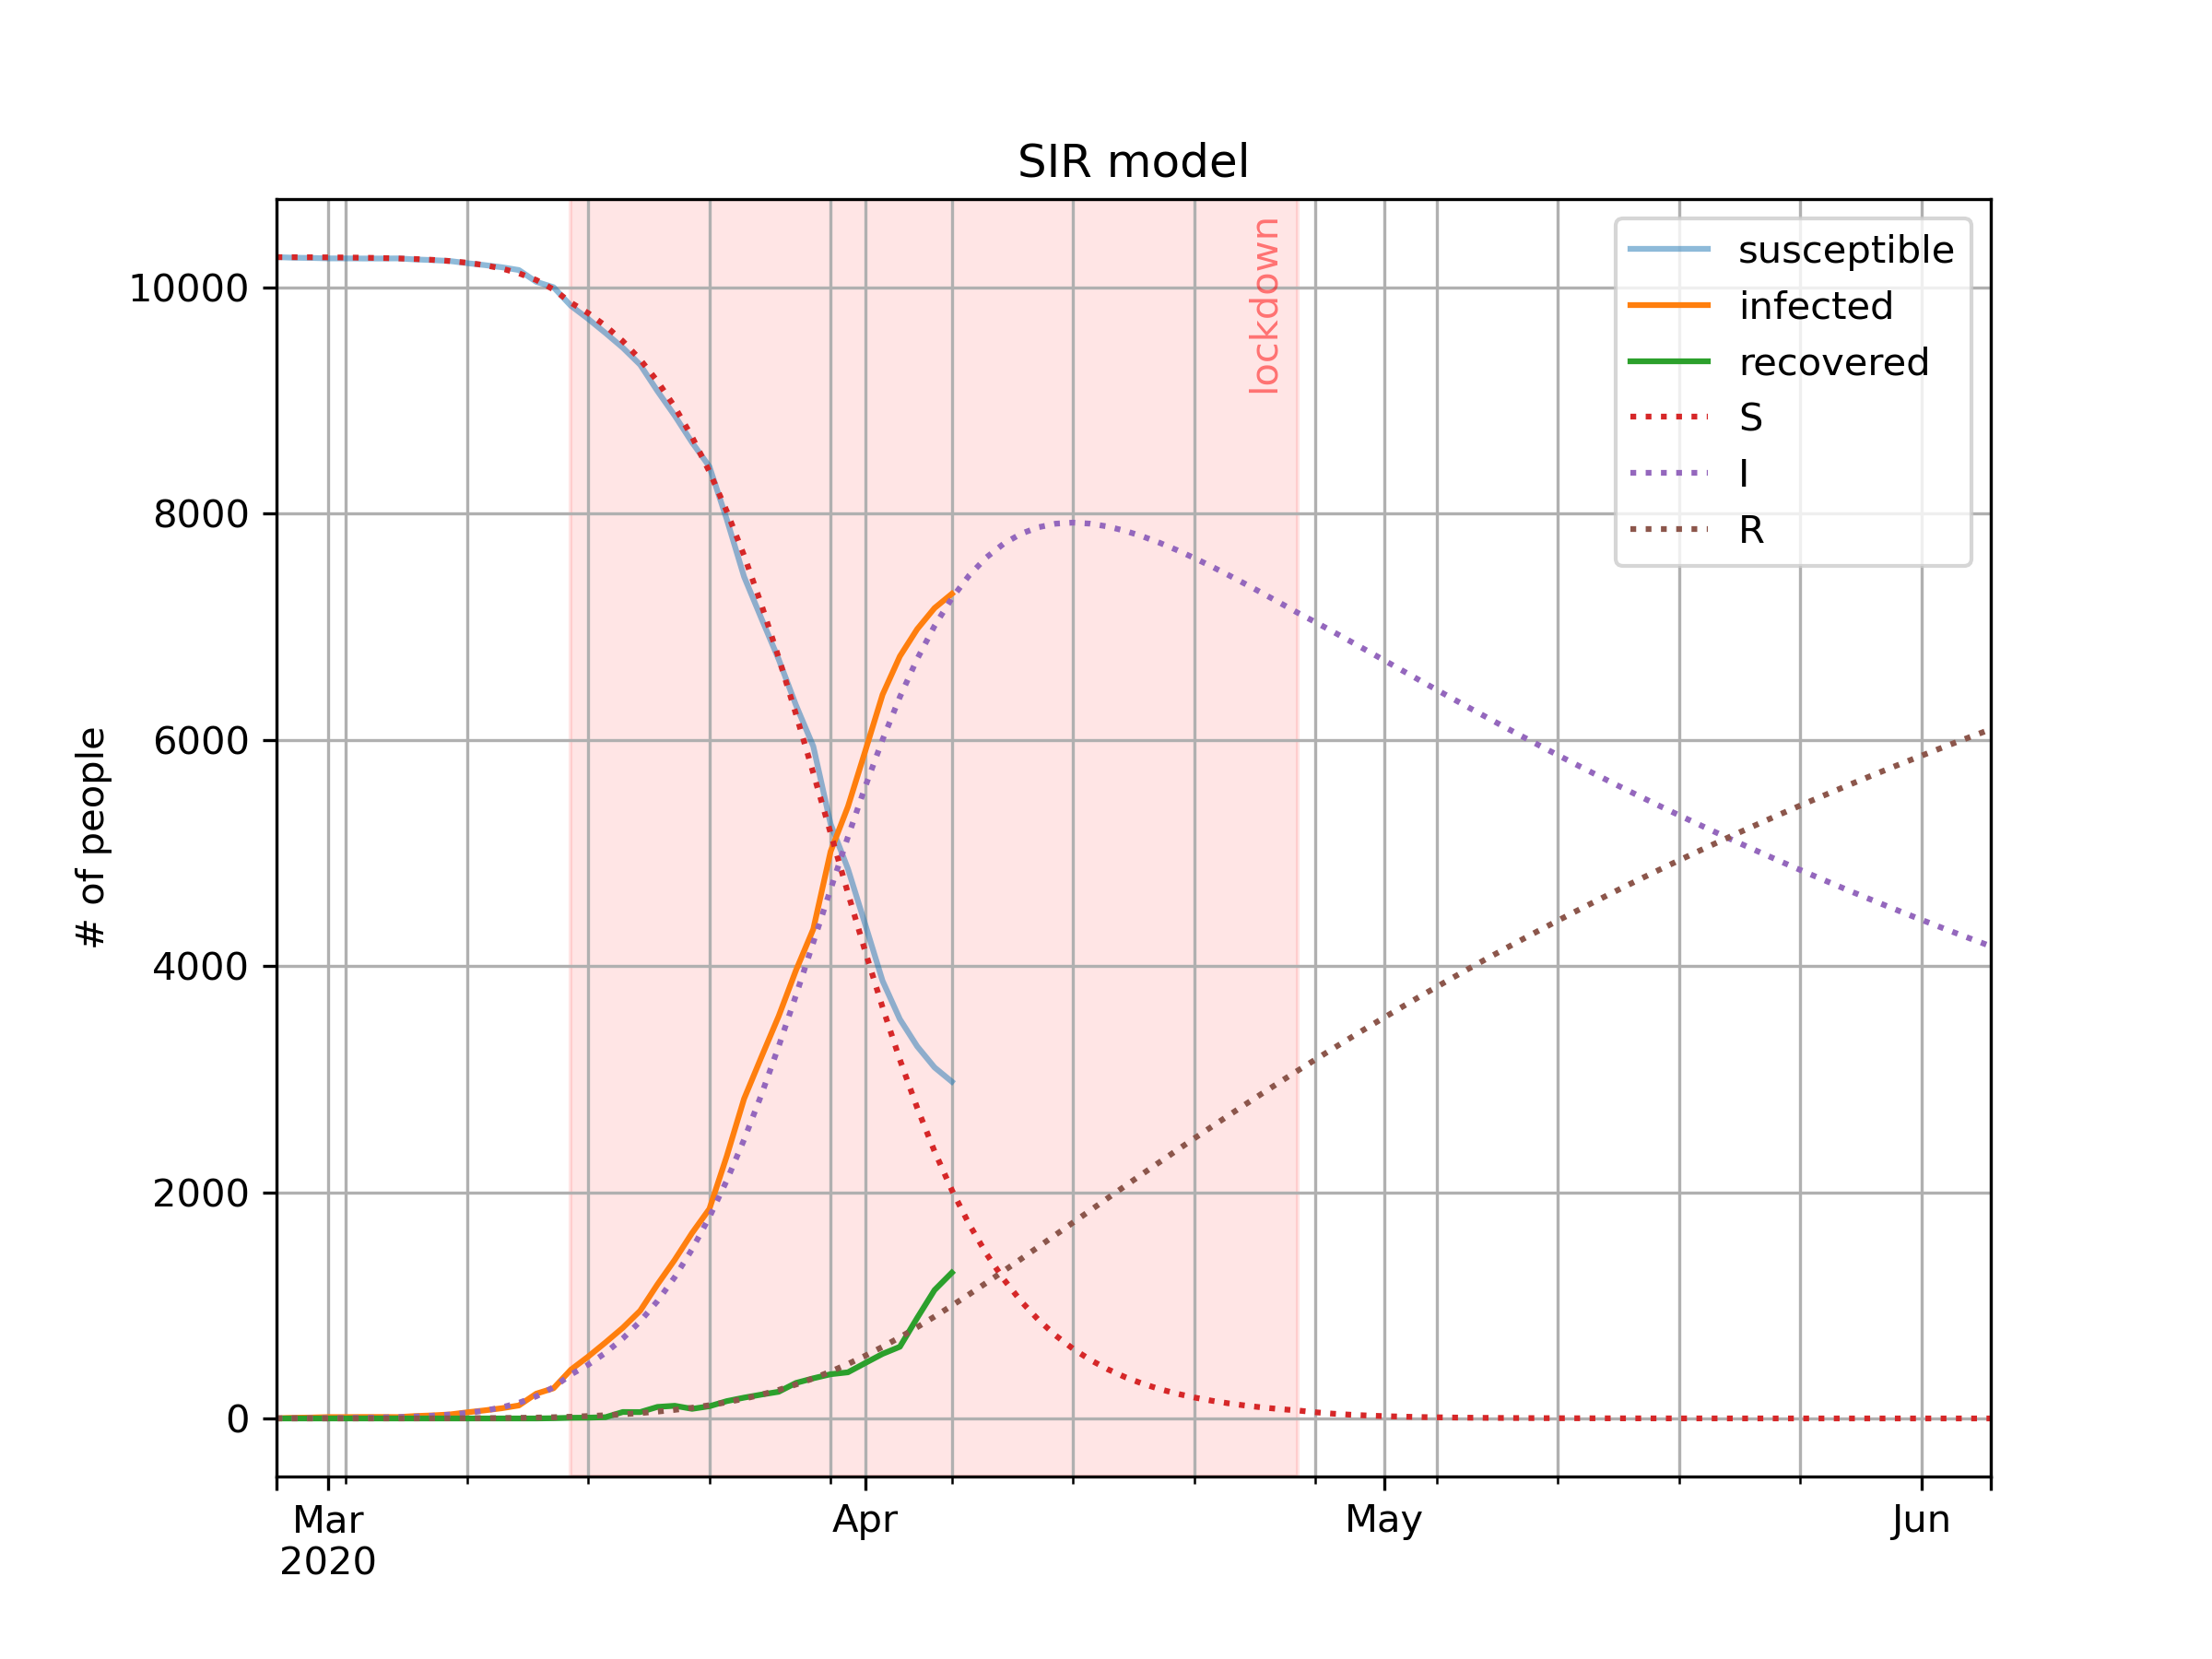 SIR model
lockdown
susceptible
infected
recovered
S
I
R
# of people
10000
8000
6000
4000
2000
0
Mar
2020
Apr
May
Jun